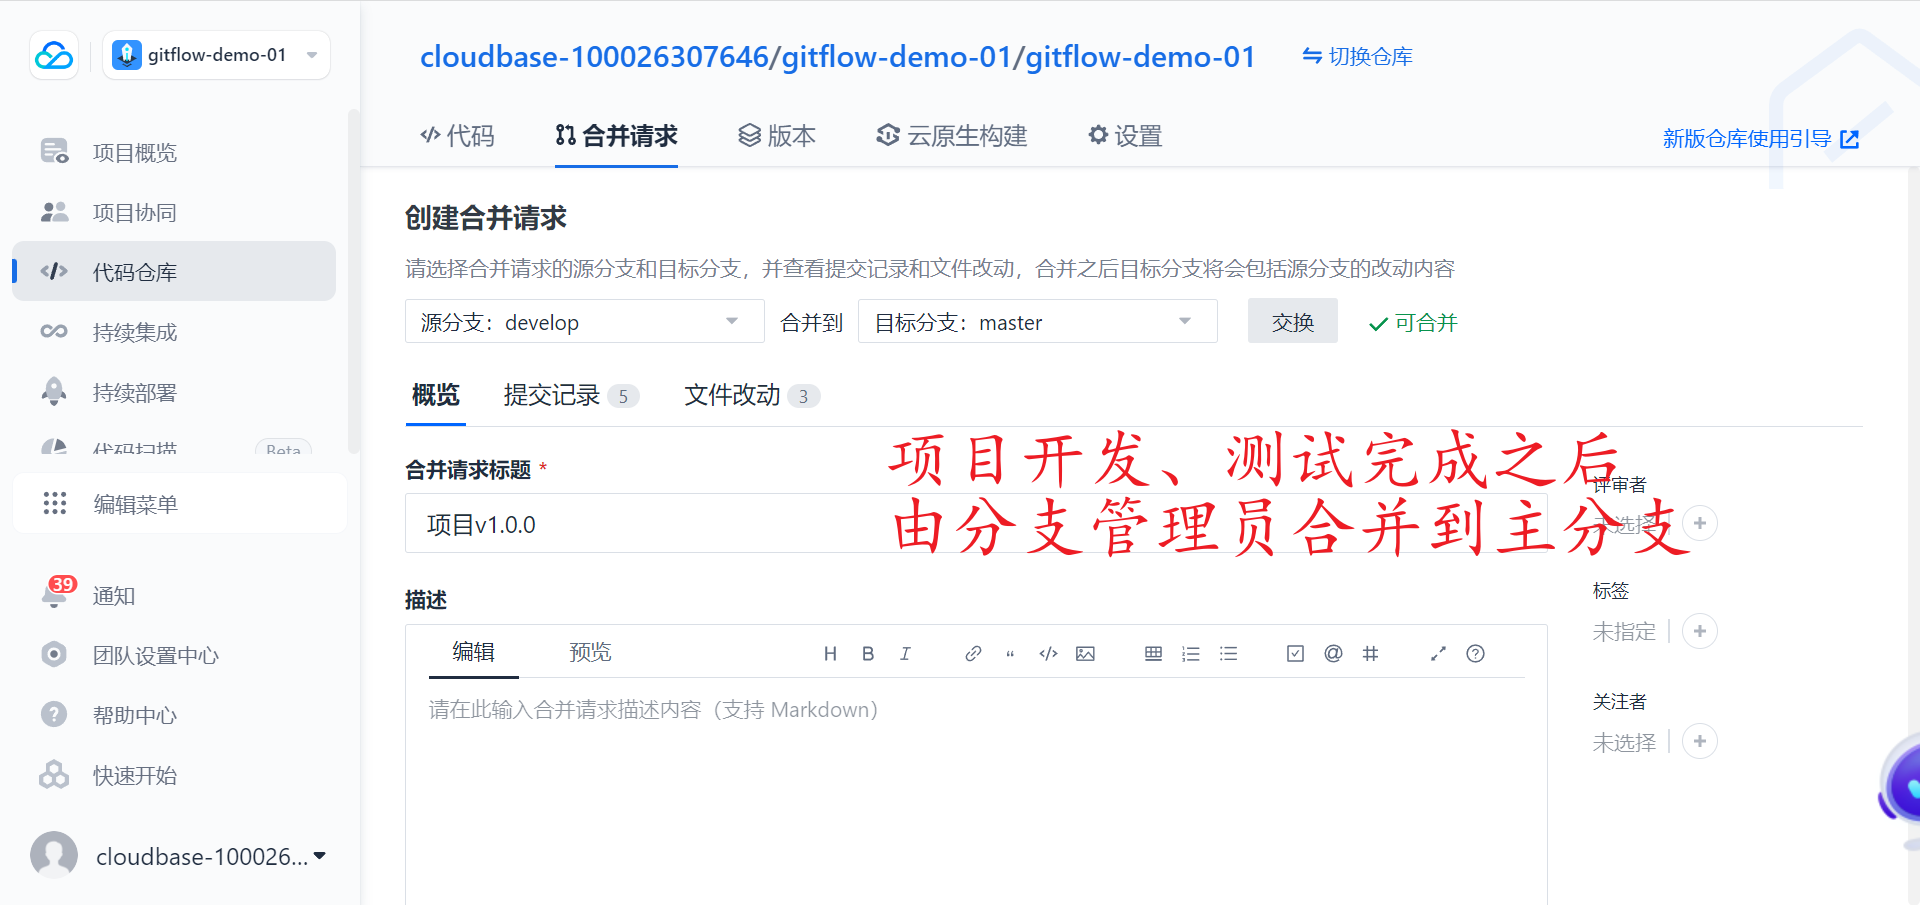 gitflow-demo-01
项目概览
项目协同
代码仓库
持续集成
持续部署
代码扫描 Beta
编辑菜单
39
通知
团队设置中心
帮助中心
快速开始
cloudbase-100026...
cloudbase-100026307646/gitflow-demo-01/gitflow-demo-01
切换仓库
代码 合并请求 版本 云原生构建 设置
新版仓库使用引导
创建合并请求
请选择合并请求的源分支和目标分支，并查看提交记录和文件改动，合并之后目标分支将会包括源分支的改动内容
源分支：develop 合并到 目标分支：master 交换 可合并
概览 提交记录 5 文件改动 3
项目开发、测试完成之后
由分支管理员合并到主分支
合并请求标题 *
项目v1.0.0
描述
编辑 预览
请在此输入合并请求描述内容（支持 Markdown）
评审者
未选择
标签
未指定
关注者
未选择